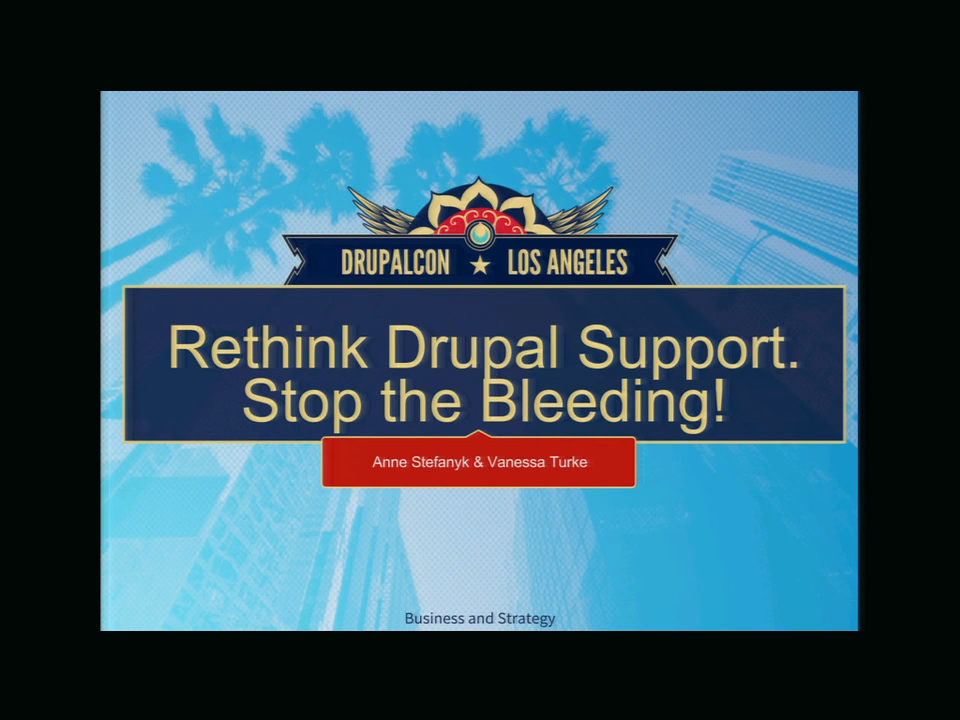 DRUPALCON ★ LOS ANGELES
Rethink Drupal Support.
Stop the Bleeding!
Anne Stefanyk & Vanessa Turke
Business and Strategy